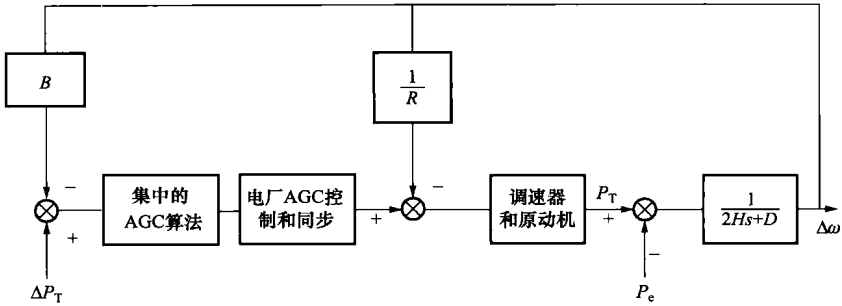 B
1
R
−
集中的
AGC算法
电厂AGC控
制和同步
−
调速器
和原动机
P_T
1
2Hs+D
+
+
+
Δω
−
ΔP_T
P_e